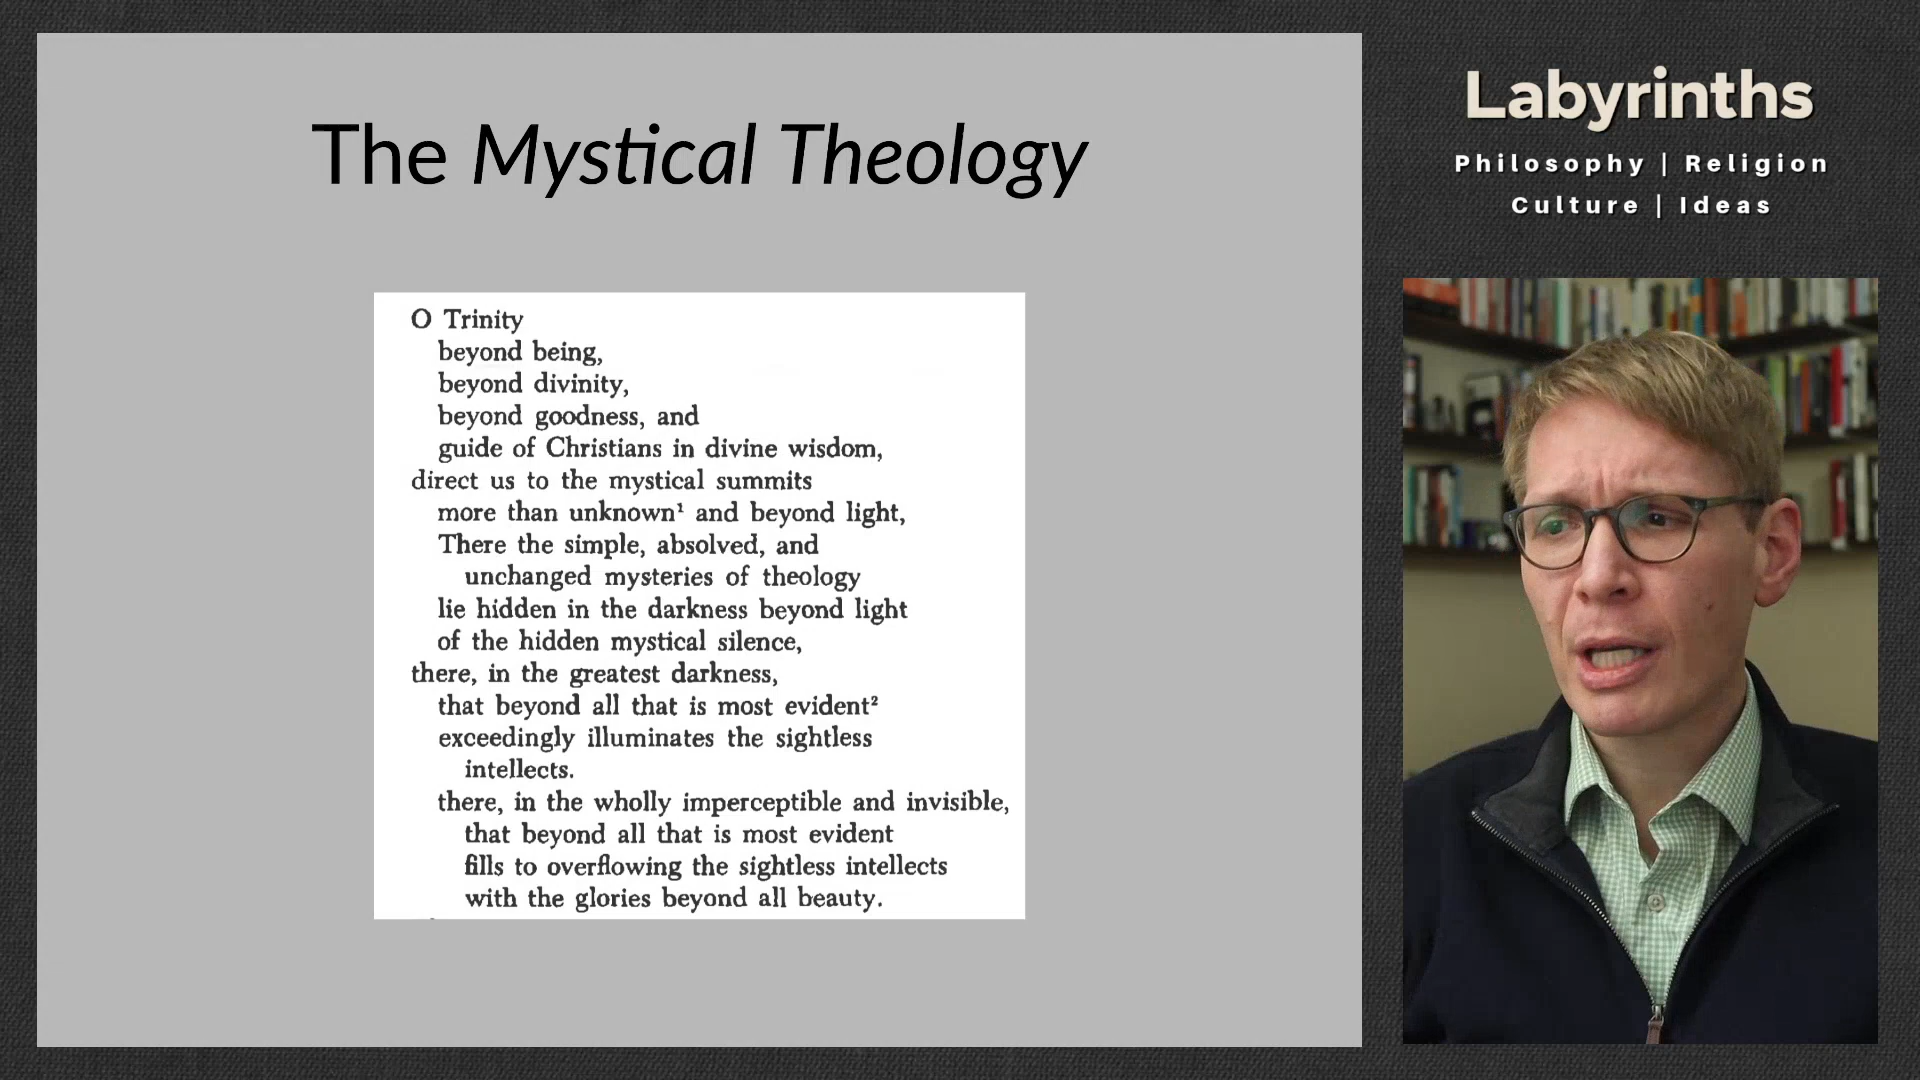 The Mystical Theology
O Trinity
beyond being,
beyond divinity,
beyond goodness, and
guide of Christians in divine wisdom,
direct us to the mystical summits
more than unknown¹ and beyond light,
There the simple, absolved, and
unchanged mysteries of theology
lie hidden in the darkness beyond light
of the hidden mystical silence,
there, in the greatest darkness,
that beyond all that is most evident²
exceedingly illuminates the sightless
intellects.
there, in the wholly imperceptible and invisible,
that beyond all that is most evident
fills to overflowing the sightless intellects
with the glories beyond all beauty.
Labyrinths
Philosophy | Religion
Culture | Ideas